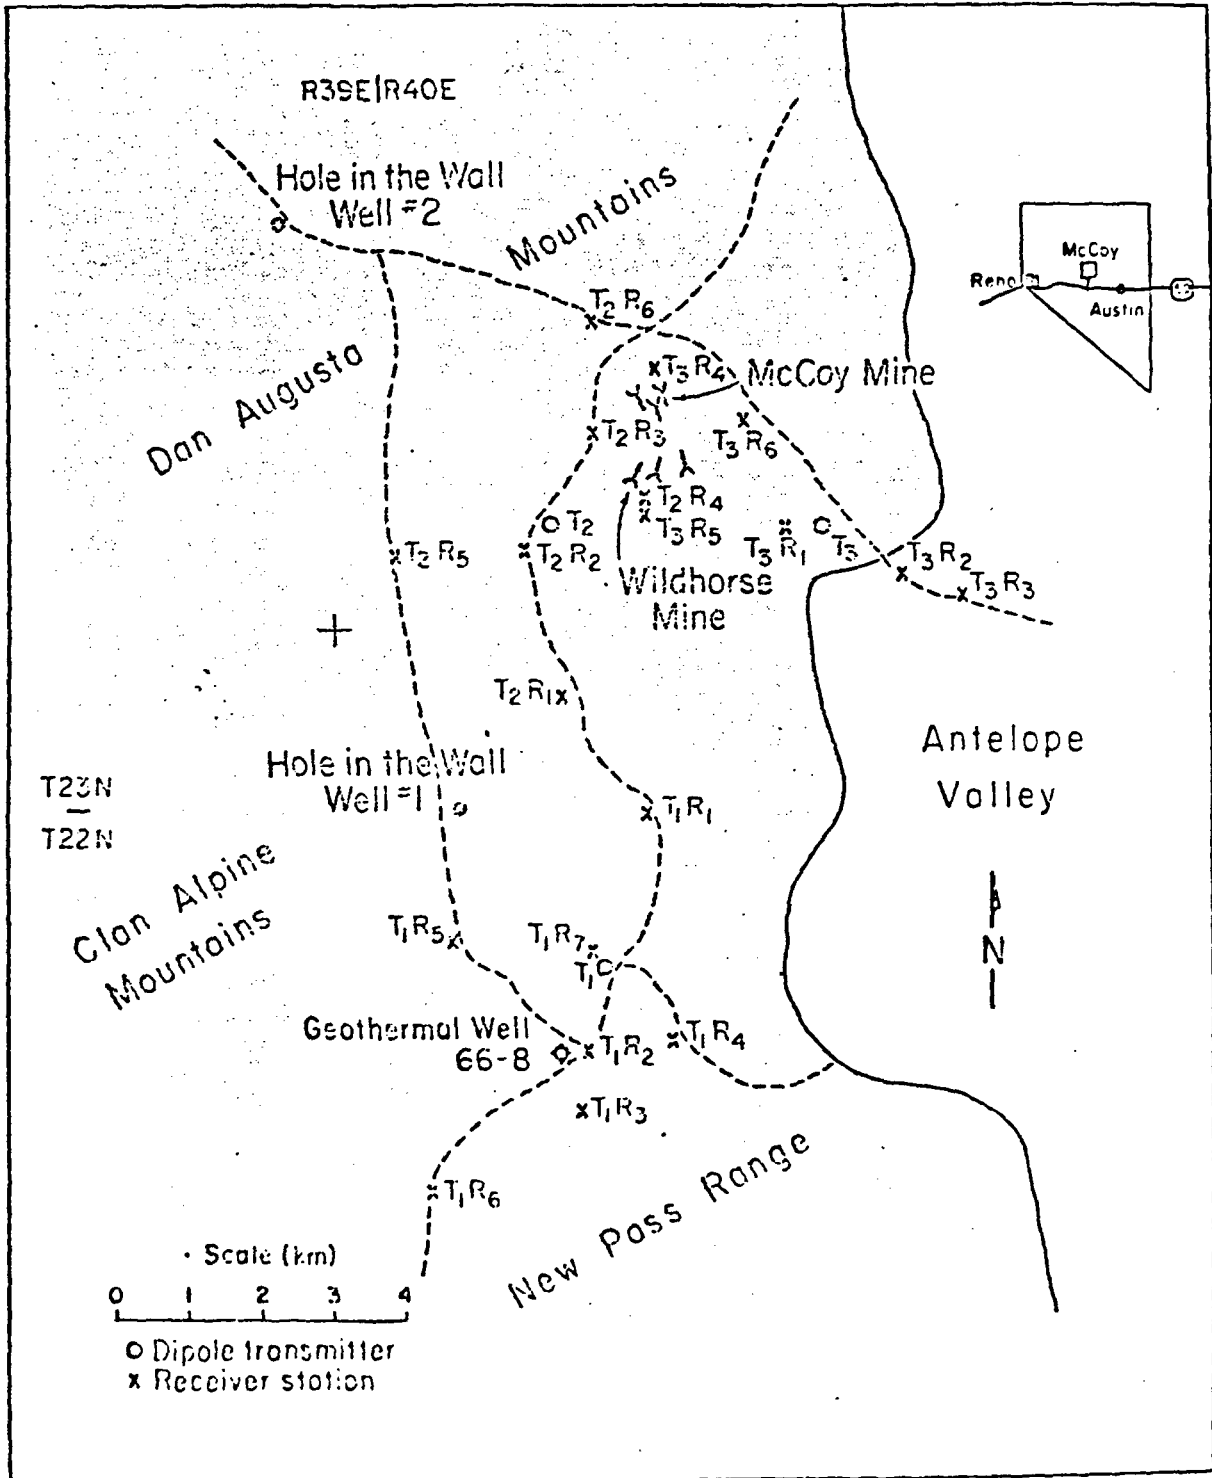 R39E|R40E
Hole in the Wall
Well #2
Mountains
McCoy
Reno
Austin
T2R6
Dan Augusta
T3R4
McCoy Mine
T2R3
T3R6
T2R4
T3R5
T2
T2R2
T2R5
T3R1
T3
T3R2
T3R3
Wildhorse
Mine
T2R1
Antelope
Valley
Hole in the Wall
Well #1
T23N
T22N
T1R1
Clan Alpine
Mountains
T1R5
T1R7
T1
N
Geothermal Well
66-8
T1R2
T1R4
T1R3
T1R6
New Pass Range
Scale (km)
0 1 2 3 4
o Dipole transmitter
x Receiver station